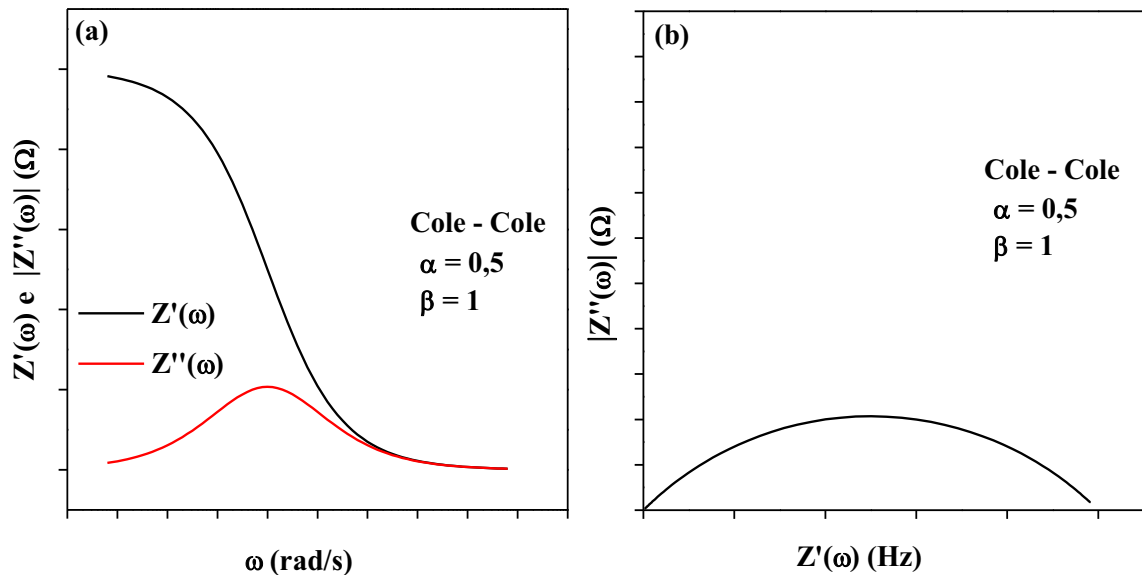 (a)
Z'(ω) e |Z''(ω)| (Ω)
Cole - Cole
α = 0,5
β = 1
Z'(ω)
Z''(ω)
ω (rad/s)
(b)
|Z''(ω)| (Ω)
Cole - Cole
α = 0,5
β = 1
Z'(ω) (Hz)